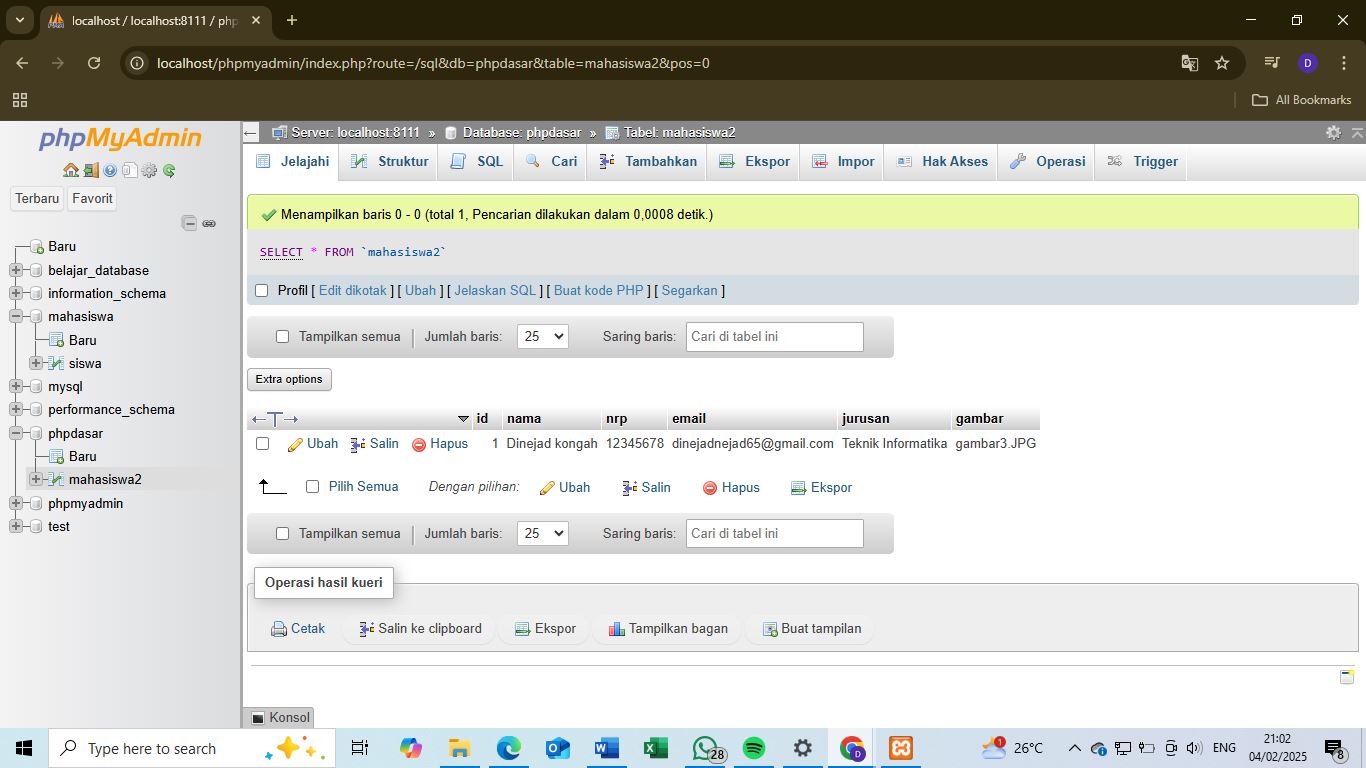 localhost / localhost:8111 / php
localhost/phpmyadmin/index.php?route=/sql&db=phpdasar&table=mahasiswa2&pos=0
D
All Bookmarks
phpMyAdmin
Terbaru Favorit
Baru
belajar_database
information_schema
mahasiswa
Baru
siswa
mysql
performance_schema
phpdasar
Baru
mahasiswa2
phpmyadmin
test
Server: localhost:8111 » Database: phpdasar » Tabel: mahasiswa2
Jelajahi Struktur SQL Cari Tambahkan Ekspor Impor Hak Akses Operasi Trigger
Menampilkan baris 0 - 0 (total 1, Pencarian dilakukan dalam 0,0008 detik.)
SELECT * FROM `mahasiswa2`
Profil [ Edit dikotak ] [ Ubah ] [ Jelaskan SQL ] [ Buat kode PHP ] [ Segarkan ]
Tampilkan semua | Jumlah baris: 25 Saring baris: Cari di tabel ini
Extra options
←T→ id nama nrp email jurusan gambar
Ubah Salin Hapus 1 Dinejad kongah 12345678 dinejadnejad65@gmail.com Teknik Informatika gambar3.JPG
Pilih Semua Dengan pilihan: Ubah Salin Hapus Ekspor
Tampilkan semua | Jumlah baris: 25 Saring baris: Cari di tabel ini
Operasi hasil kueri
Cetak Salin ke clipboard Ekspor Tampilkan bagan Buat tampilan
Konsol
Type here to search
28
D
1
26°C
ENG
21:02
04/02/2025
8